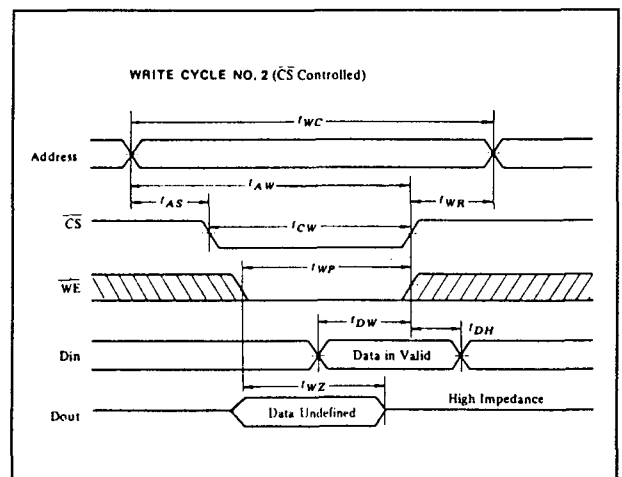 WRITE CYCLE NO. 2 (C̅S̅ Controlled)
tWC
Address
tAW
tAS
tWR
C̅S̅
tCW
W̅E̅
tWP
tDW
tDH
Din
Data in Valid
tWZ
Dout
Data Undefined
High Impedance